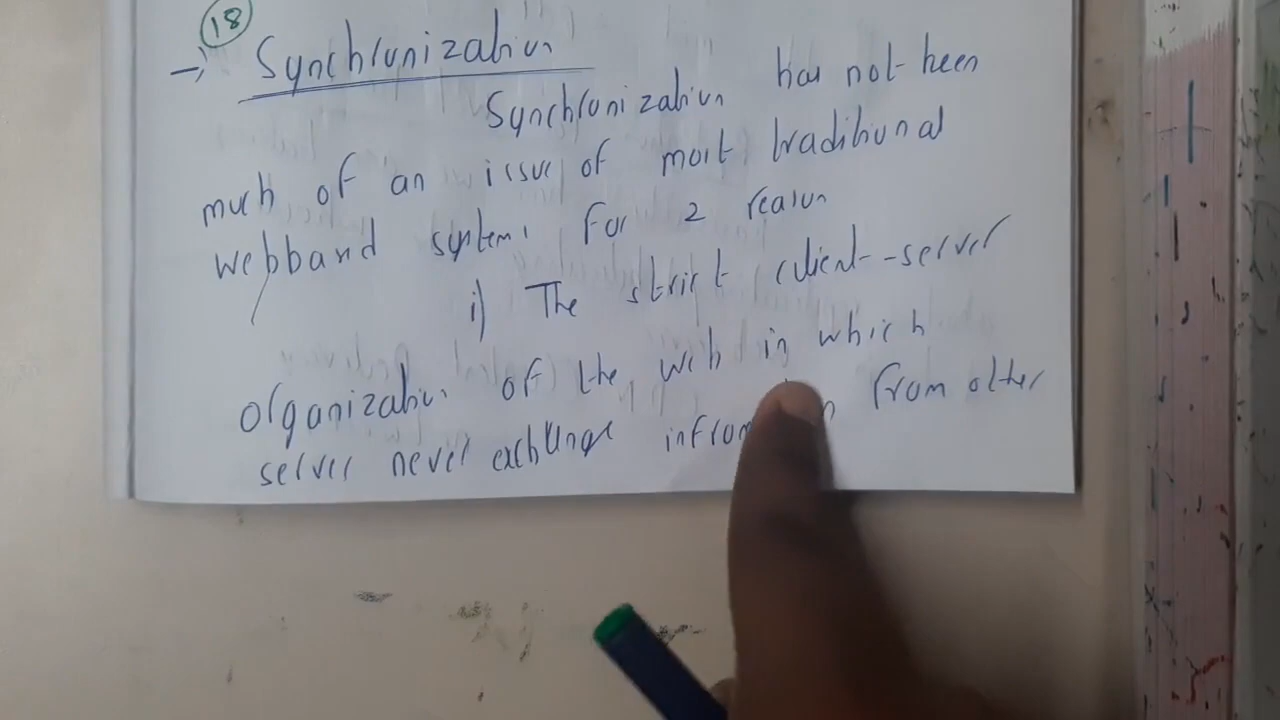 18
→ Synchronization
Synchronization has not been
much of an issue of most traditional
webbased systems for 2 reason
i) The strict client-server
organization of the web in which
server never exchange from other